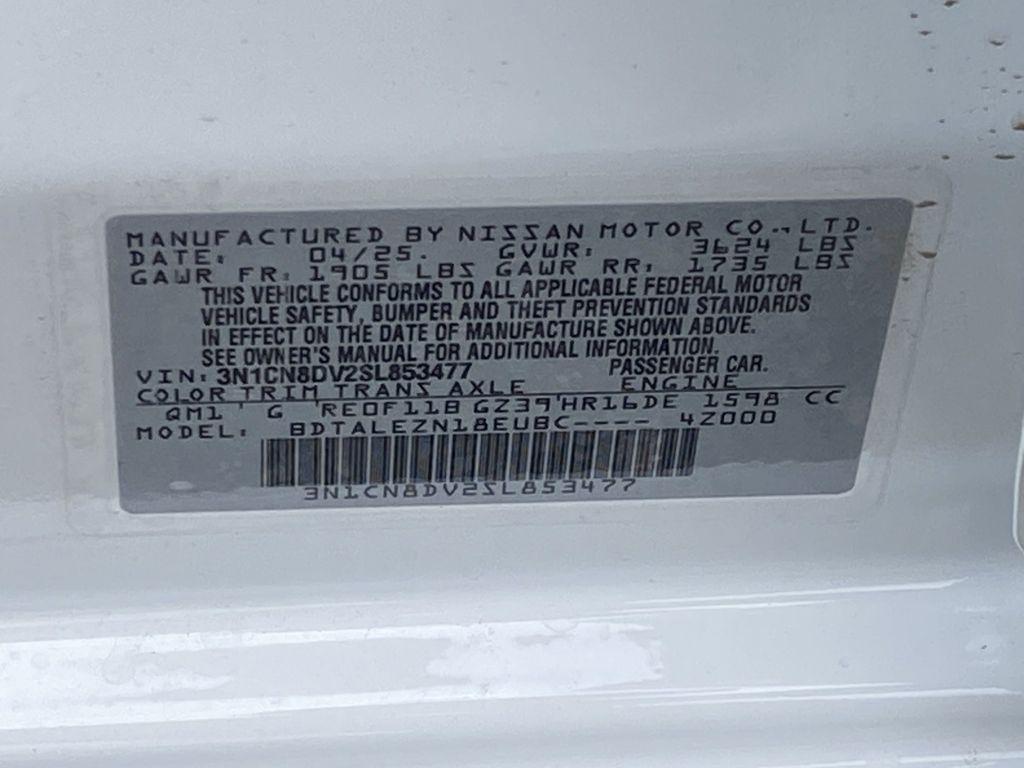 MANUFACTURED BY NISSAN MOTOR CO., LTD.
DATE: 04/25. GVWR: 3624 LBS
GAWR FR: 1905 LBS GAWR RR: 1735 LBS
THIS VEHICLE CONFORMS TO ALL APPLICABLE FEDERAL MOTOR
VEHICLE SAFETY, BUMPER AND THEFT PREVENTION STANDARDS
IN EFFECT ON THE DATE OF MANUFACTURE SHOWN ABOVE.
SEE OWNER'S MANUAL FOR ADDITIONAL INFORMATION.
VIN: 3N1CN8DV2SL853477 PASSENGER CAR.
COLOR TRIM TRANS AXLE ENGINE
QM1 G RE0F11B GZ39 HR16DE 1598 CC
MODEL: BDTALEZN18EUBC---- 4Z000
3N1CN8DV2SL853477